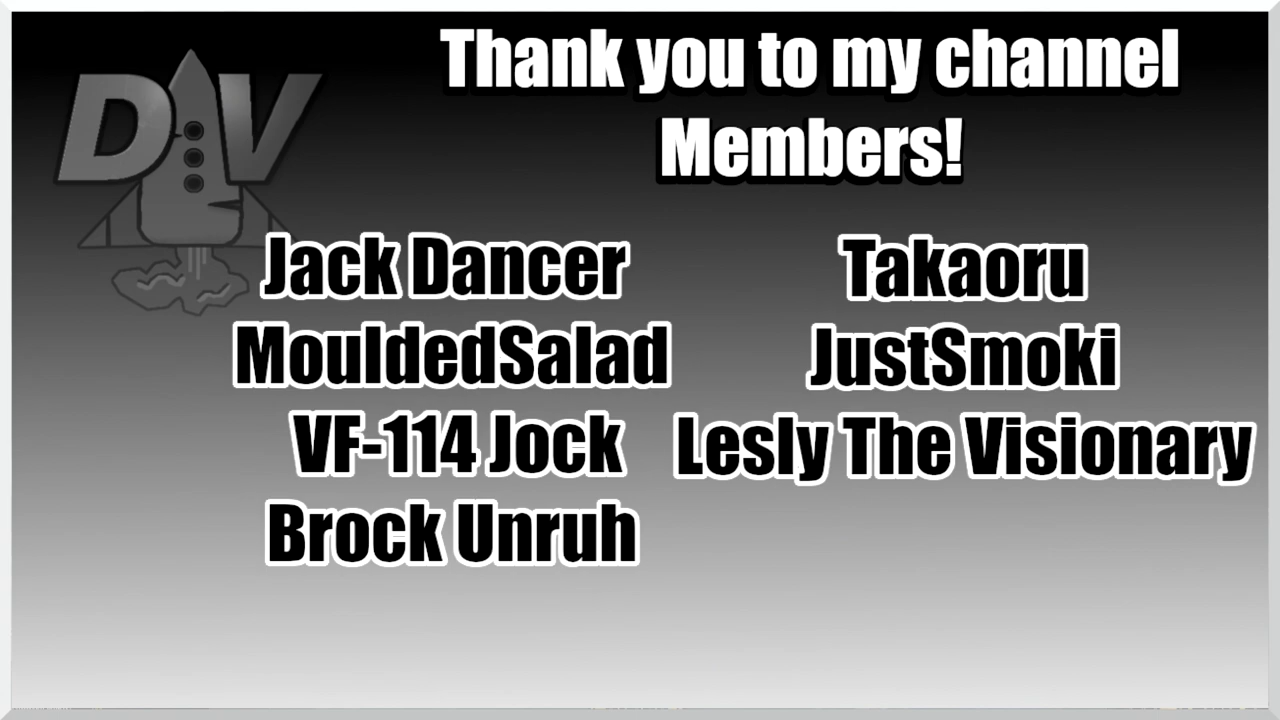 DV
Thank you to my channel
Members!
Jack Dancer
MouldedSalad
VF-114 Jock
Brock Unruh
Takaoru
JustSmoki
Lesly The Visionary